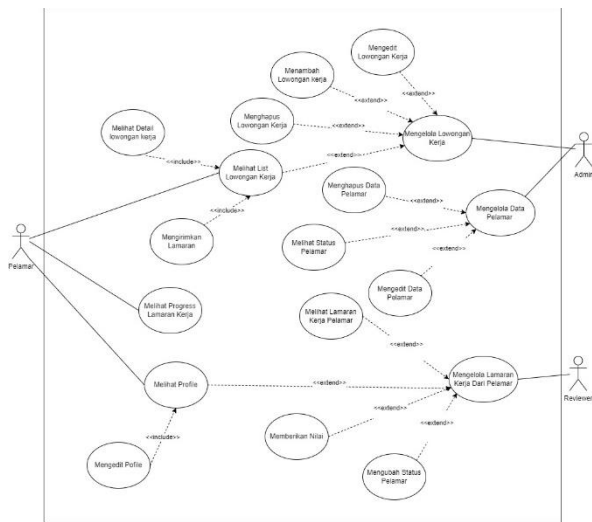 Mengedit
Lowongan Kerja
Menambah
Lowongan kerja
<<extend>>
<<extend>>
Menghapus
Lowongan Kerja
<<extend>>
Mengelola Lowongan
Kerja
Melihat Detail
lowongan kerja
<<include>>
Melihat List
Lowongan Kerja
<<extend>>
Admin
Menghapus Data
Pelamar
<<extend>>
Mengelola Data
Pelamar
<<include>>
Mengirimkan
Lamaran
Melihat Status
Pelamar
<<extend>>
Pelamar
<<extend>>
Mengedit Data
Pelamar
Melihat Progress
Lamaran Kerja
Melihat Lamaran
Kerja Pelamar
<<extend>>
Melihat Profile
<<extend>>
Mengelola Lamaran
Kerja Dari Pelamar
Reviewer
<<extend>>
<<include>>
Memberikan Nilai
<<extend>>
Mengedit Pofile
Mengubah Status
Pelamar